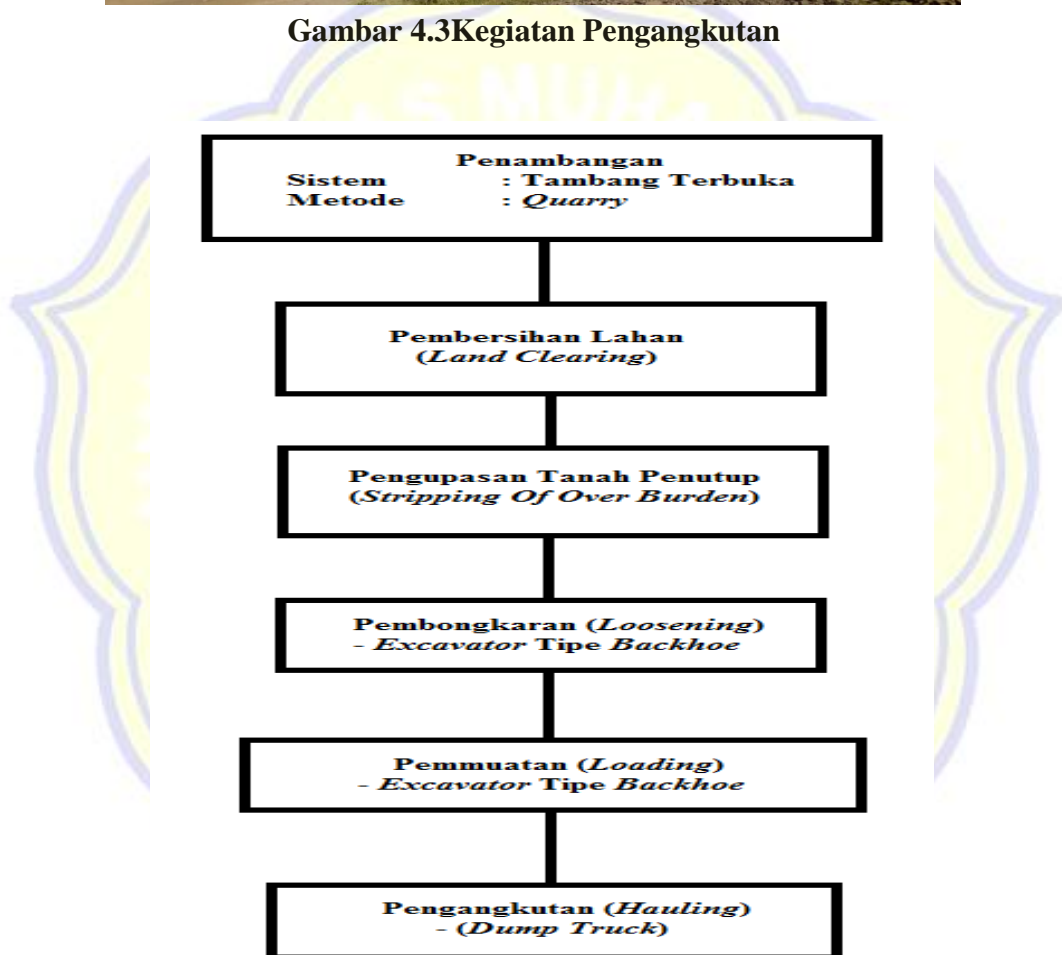 Gambar 4.3Kegiatan Pengangkutan
Penambangan
Sistem : Tambang Terbuka
Metode : Quarry
Pembersihan Lahan
(Land Clearing)
Pengupasan Tanah Penutup
(Stripping Of Over Burden)
Pembongkaran (Loosening)
- Excavator Tipe Backhoe
Pemmuatan (Loading)
- Excavator Tipe Backhoe
Pengangkutan (Hauling)
- (Dump Truck)